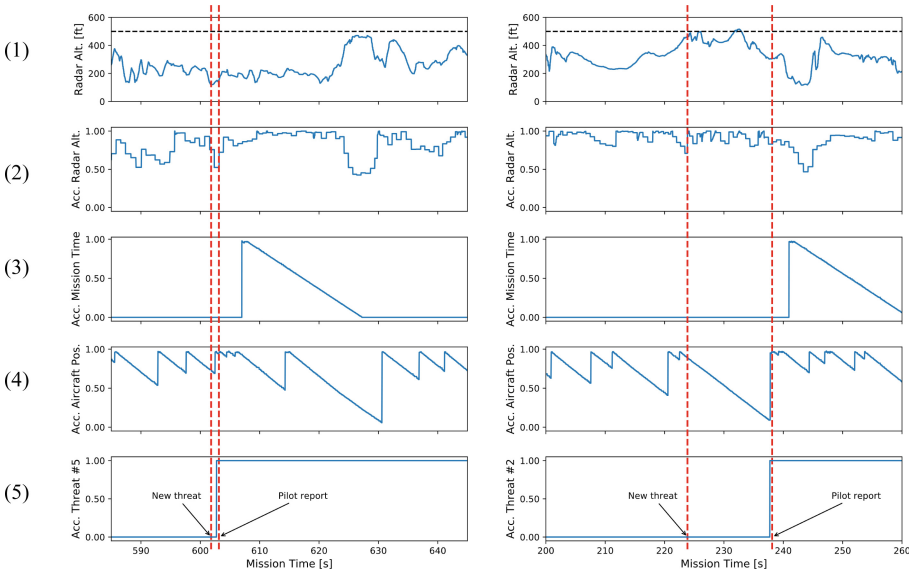 (1)
Radar Alt. [ft]
600
400
200
0
Radar Alt. [ft]
600
400
200
0
(2)
Acc. Radar Alt.
1.00
0.50
0.00
Acc. Radar Alt.
1.00
0.50
0.00
(3)
Acc. Mission Time
1.00
0.50
0.00
Acc. Mission Time
1.00
0.50
0.00
(4)
Acc. Aircraft Pos.
1.00
0.50
0.00
Acc. Aircraft Pos.
1.00
0.50
0.00
(5)
Acc. Threat #5
1.00
0.50
0.00
New threat
Pilot report
590 600 610 620 630 640
Mission Time [s]
Acc. Threat #2
1.00
0.50
0.00
New threat
Pilot report
200 210 220 230 240 250 260
Mission Time [s]